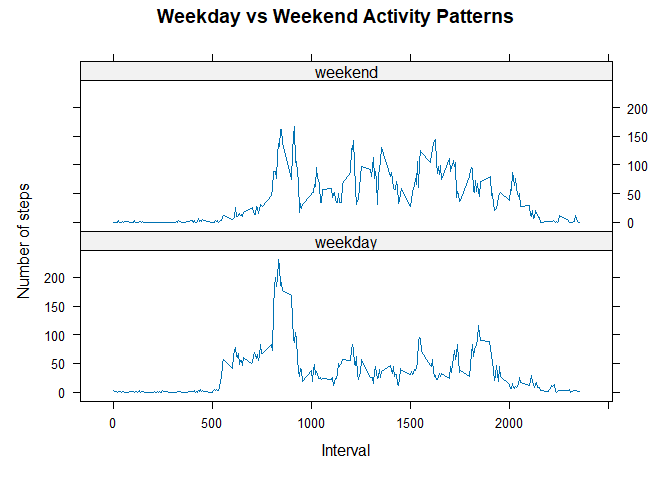 Weekday vs Weekend Activity Patterns
weekend
200
150
100
50
0
Number of steps
weekday
200
150
100
50
0
0 500 1000 1500 2000
Interval